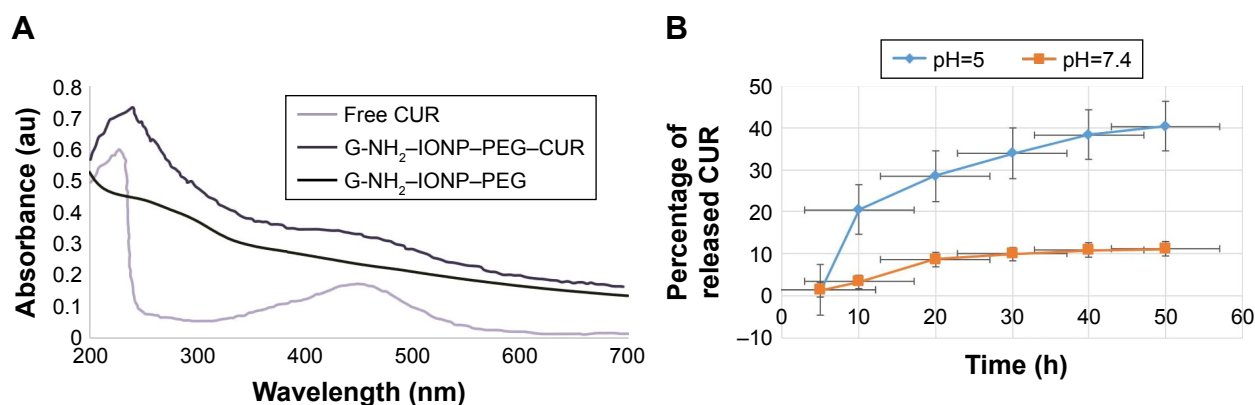 A
Absorbance (au)
0.8
0.7
0.6
0.5
0.4
0.3
0.2
0.1
0
200 300 400 500 600 700
Wavelength (nm)
Free CUR
G-NH₂–IONP–PEG–CUR
G-NH₂–IONP–PEG
B
pH=5 pH=7.4
Percentage of
released CUR
50
40
30
20
10
0
–10
0 10 20 30 40 50 60
Time (h)